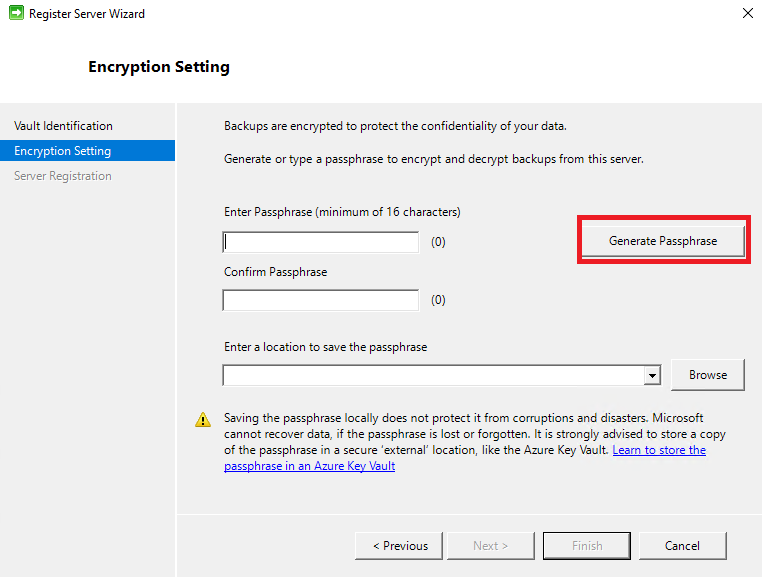 Register Server Wizard
Encryption Setting
Vault Identification
Encryption Setting
Server Registration
Backups are encrypted to protect the confidentiality of your data.
Generate or type a passphrase to encrypt and decrypt backups from this server.
Enter Passphrase (minimum of 16 characters)
(0)
Generate Passphrase
Confirm Passphrase
(0)
Enter a location to save the passphrase
Browse
Saving the passphrase locally does not protect it from corruptions and disasters. Microsoft
cannot recover data, if the passphrase is lost or forgotten. It is strongly advised to store a copy
of the passphrase in a secure ‘external’ location, like the Azure Key Vault. Learn to store the
passphrase in an Azure Key Vault
< Previous
Next >
Finish
Cancel